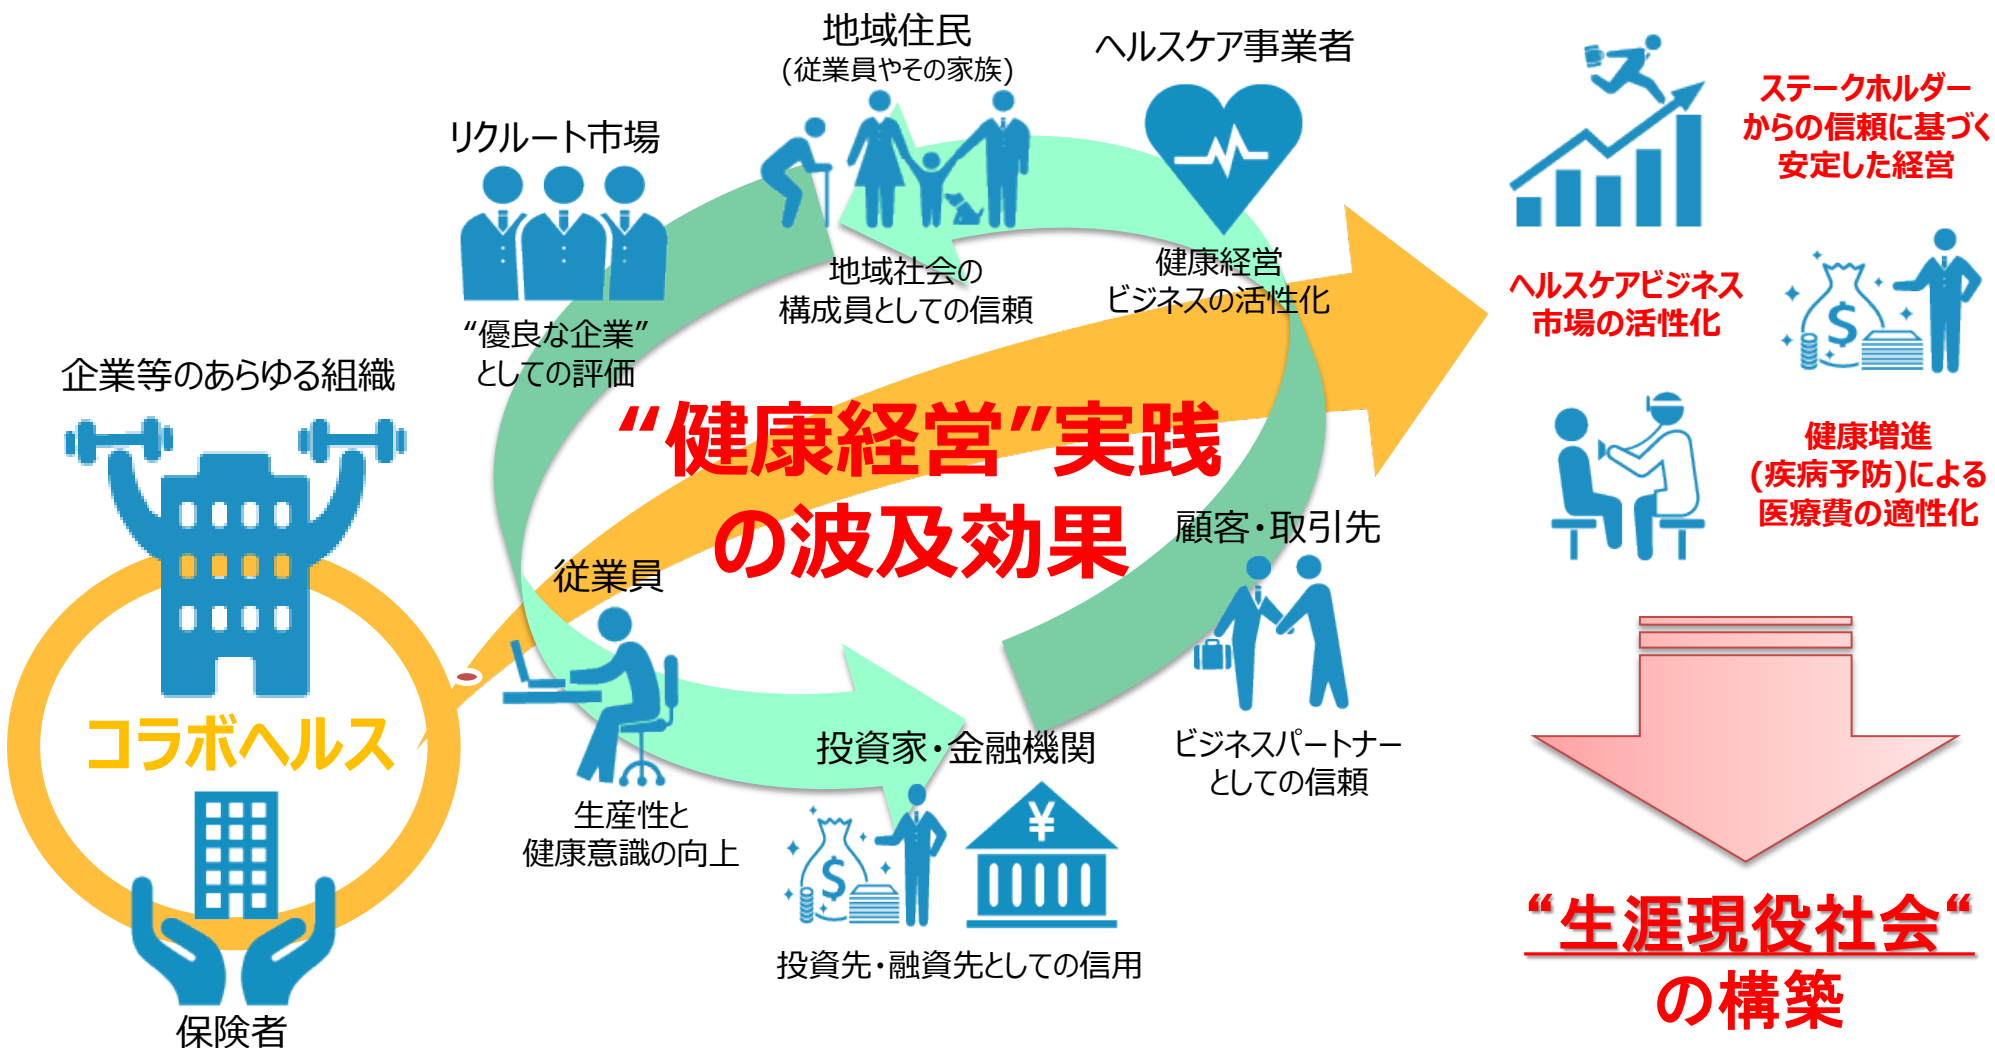 企業等のあらゆる組織
コラボヘルス
保険者
リクルート市場
“優良な企業”
としての評価
地域住民
(従業員やその家族)
地域社会の
構成員としての信頼
ヘルスケア事業者
健康経営
ビジネスの活性化
“健康経営”実践
の波及効果
従業員
生産性と
健康意識の向上
投資家・金融機関
$
¥
投資先・融資先としての信用
顧客・取引先
ビジネスパートナー
としての信頼
ステークホルダー
からの信頼に基づく
安定した経営
ヘルスケアビジネス
市場の活性化
$
健康増進
(疾病予防)による
医療費の適性化
“生涯現役社会“
の構築